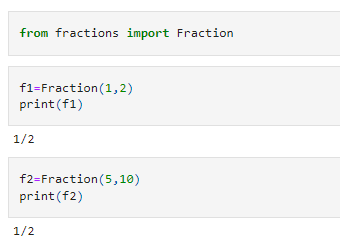 from fractions import Fraction
f1=Fraction(1,2)
print(f1)
1/2
f2=Fraction(5,10)
print(f2)
1/2